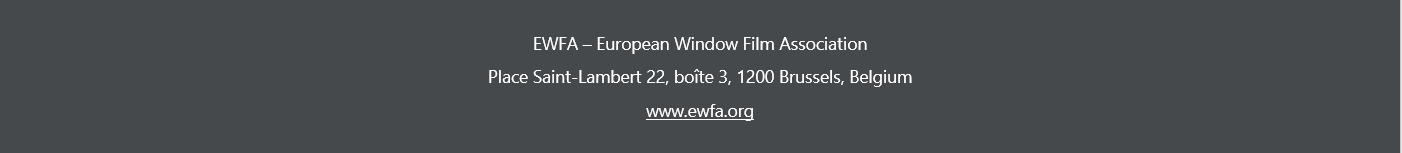 EWFA – European Window Film Association
Place Saint-Lambert 22, boîte 3, 1200 Brussels, Belgium
www.ewfa.org